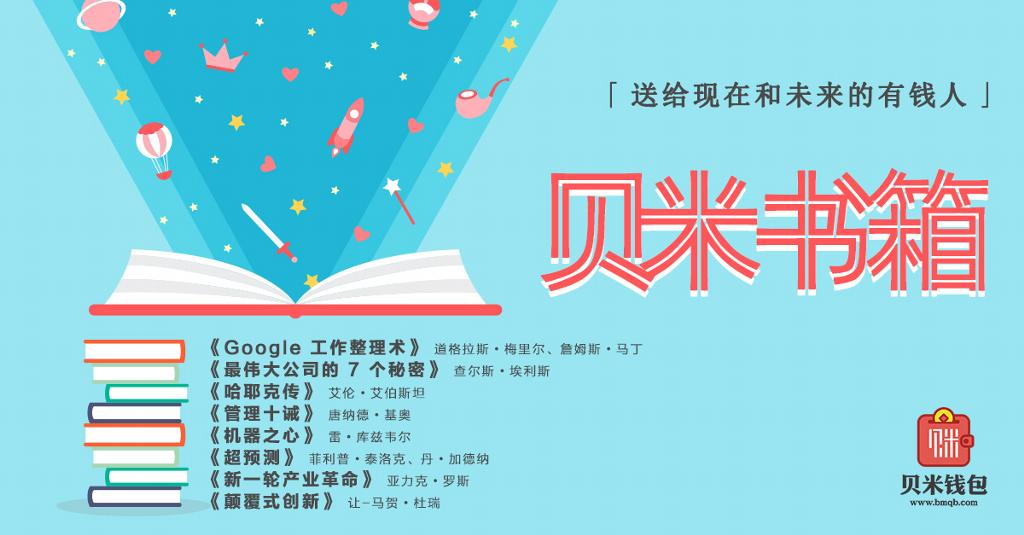 「送给现在和未来的有钱人」
贝米书箱
《Google 工作整理术》 道格拉斯·梅里尔、詹姆斯·马丁
《最伟大公司的 7 个秘密》 查尔斯·埃利斯
《哈耶克传》 艾伦·艾伯斯坦
《管理十诫》 唐纳德·基奥
《机器之心》 雷·库兹韦尔
《超预测》 菲利普·泰洛克、丹·加德纳
《新一轮产业革命》 亚力克·罗斯
《颠覆式创新》 让-马贺·杜瑞
贝米
贝米钱包
www.bmqb.com